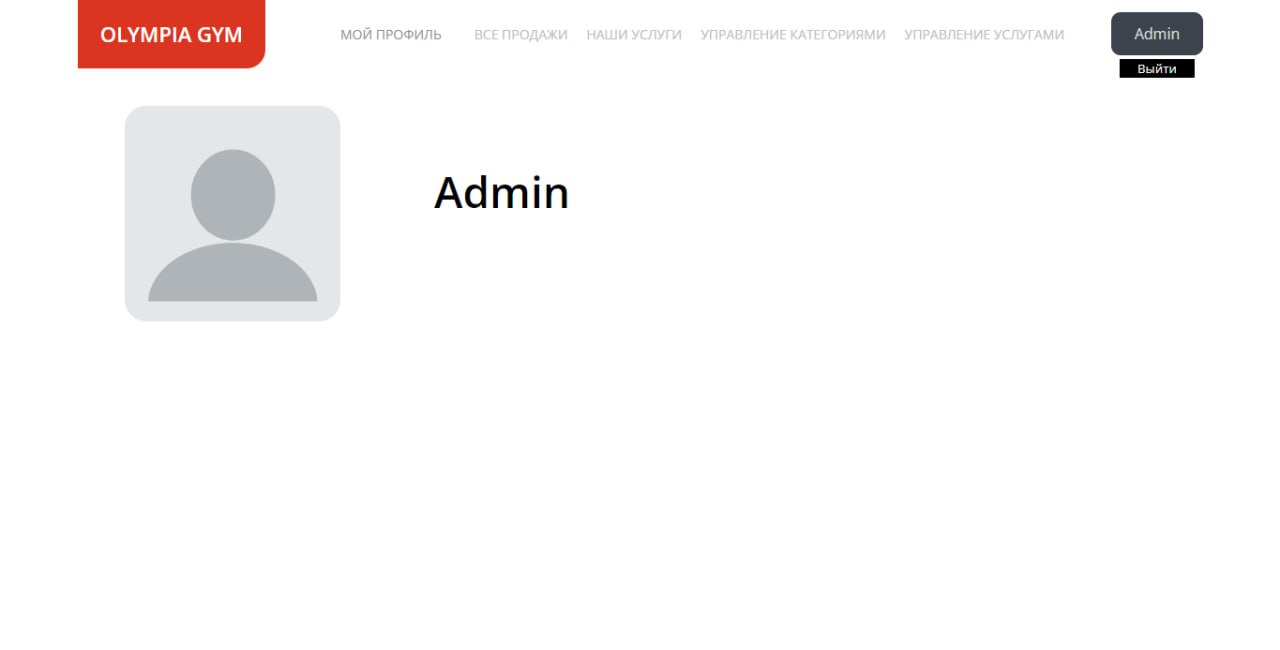 OLYMPIA GYM
МОЙ ПРОФИЛЬ
ВСЕ ПРОДАЖИ
НАШИ УСЛУГИ
УПРАВЛЕНИЕ КАТЕГОРИЯМИ
УПРАВЛЕНИЕ УСЛУГАМИ
Admin
Выйти
Admin